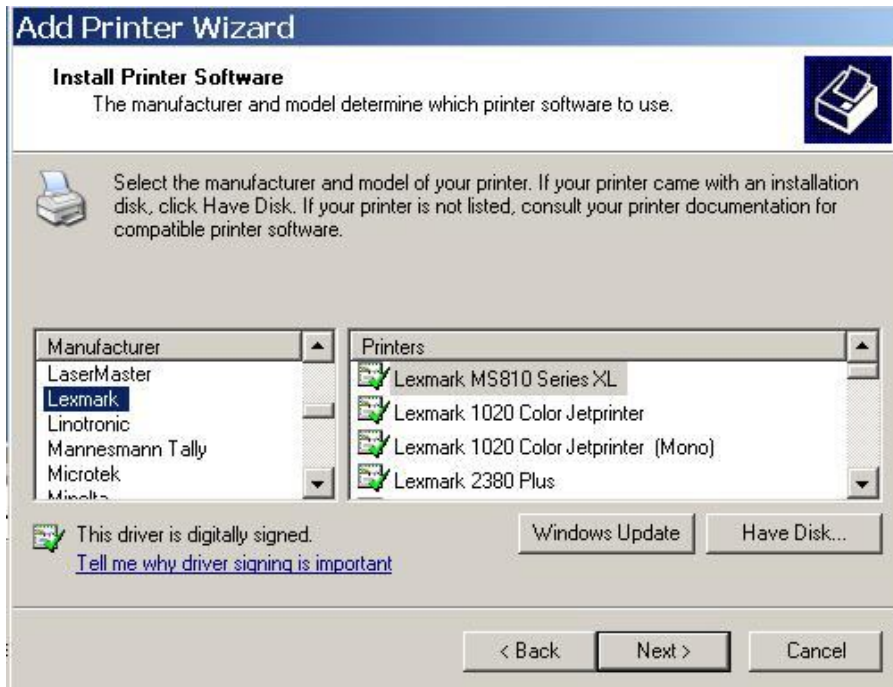 Add Printer Wizard
Install Printer Software
The manufacturer and model determine which printer software to use.
Select the manufacturer and model of your printer. If your printer came with an installation
disk, click Have Disk. If your printer is not listed, consult your printer documentation for
compatible printer software.
Manufacturer
LaserMaster
Lexmark
Linotronic
Mannesmann Tally
Microtek
Minolta
Printers
Lexmark MS810 Series XL
Lexmark 1020 Color Jetprinter
Lexmark 1020 Color Jetprinter (Mono)
Lexmark 2380 Plus
This driver is digitally signed.
Tell me why driver signing is important
Windows Update
Have Disk...
< Back
Next >
Cancel